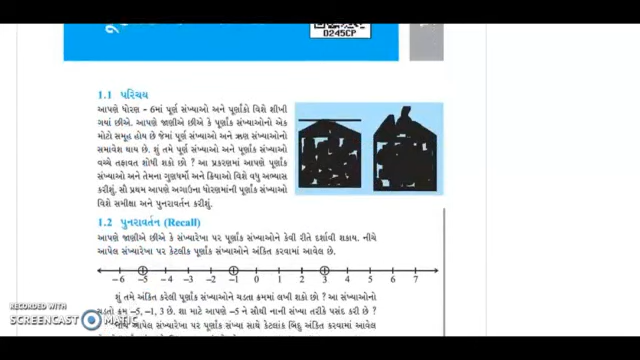 D245CP
1.1 પરિચય
આપણે ધોરણ – 6માં પૂર્ણ સંખ્યાઓ અને પૂર્ણાંકો વિશે શીખી
ગયાં છીએ. આપણે જાણીએ છીએ કે પૂર્ણાંક સંખ્યાઓનો એક
મોટો સમૂહ હોય છે જેમાં પૂર્ણ સંખ્યાઓ અને ઋણ સંખ્યાઓનો
સમાવેશ થાય છે. શું તમે પૂર્ણ સંખ્યાઓ અને પૂર્ણાંક સંખ્યાઓ
વચ્ચે તફાવત શોધી શકો છો ? આ પ્રકરણમાં આપણે પૂર્ણાંક
સંખ્યાઓ અને તેમના ગુણધર્મો અને ક્રિયાઓ વિશે વધુ અભ્યાસ
કરીશું. સૌ પ્રથમ આપણે અગાઉના ધોરણમાંની પૂર્ણાંક સંખ્યાઓ
વિશે સમીક્ષા અને પુનરાવર્તન કરીશું.
1.2 પુનરાવર્તન (Recall)
આપણે જાણીએ છીએ કે સંખ્યારેખા પર પૂર્ણાંક સંખ્યાઓને કેવી રીતે દર્શાવી શકાય. નીચે
આપેલ સંખ્યારેખા પર કેટલીક પૂર્ણાંક સંખ્યાઓને અંકિત કરવામાં આવેલ છે.
–6 –5 –4 –3 –2 –1 0 1 2 3 4 5 6 7
શું તમે અંકિત કરેલી પૂર્ણાંક સંખ્યાઓને ચડતા ક્રમમાં લખી શકો છો ? આ સંખ્યાઓનો
ચડતો ક્રમ –5, –1, 3 છે. શા માટે આપણે –5 ને સૌથી નાની સંખ્યા તરીકે પસંદ કરી છે ?
નીચે આપેલ સંખ્યારેખા પર પૂર્ણાંક સંખ્યા સાથે કેટલાંક બિંદુ અંકિત કરવામાં આવેલ
RECORDED WITH
SCREENCAST MATIC